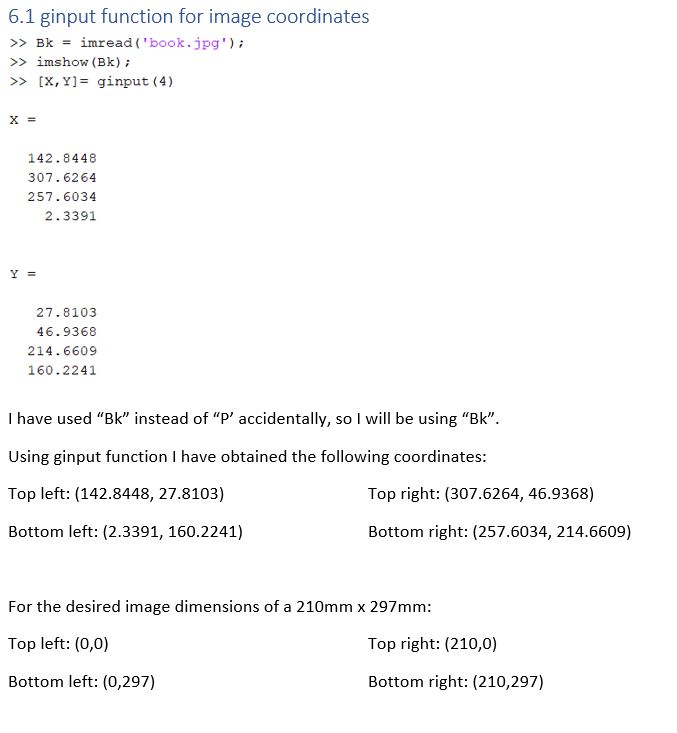 6.1 ginput function for image coordinates
>> Bk = imread('book.jpg');
>> imshow(Bk);
>> [X,Y]= ginput(4)
X =
142.8448
307.6264
257.6034
2.3391
Y =
27.8103
46.9368
214.6609
160.2241
I have used “Bk” instead of “P’ accidentally, so I will be using “Bk”.
Using ginput function I have obtained the following coordinates:
Top left: (142.8448, 27.8103) Top right: (307.6264, 46.9368)
Bottom left: (2.3391, 160.2241) Bottom right: (257.6034, 214.6609)
For the desired image dimensions of a 210mm x 297mm:
Top left: (0,0) Top right: (210,0)
Bottom left: (0,297) Bottom right: (210,297)